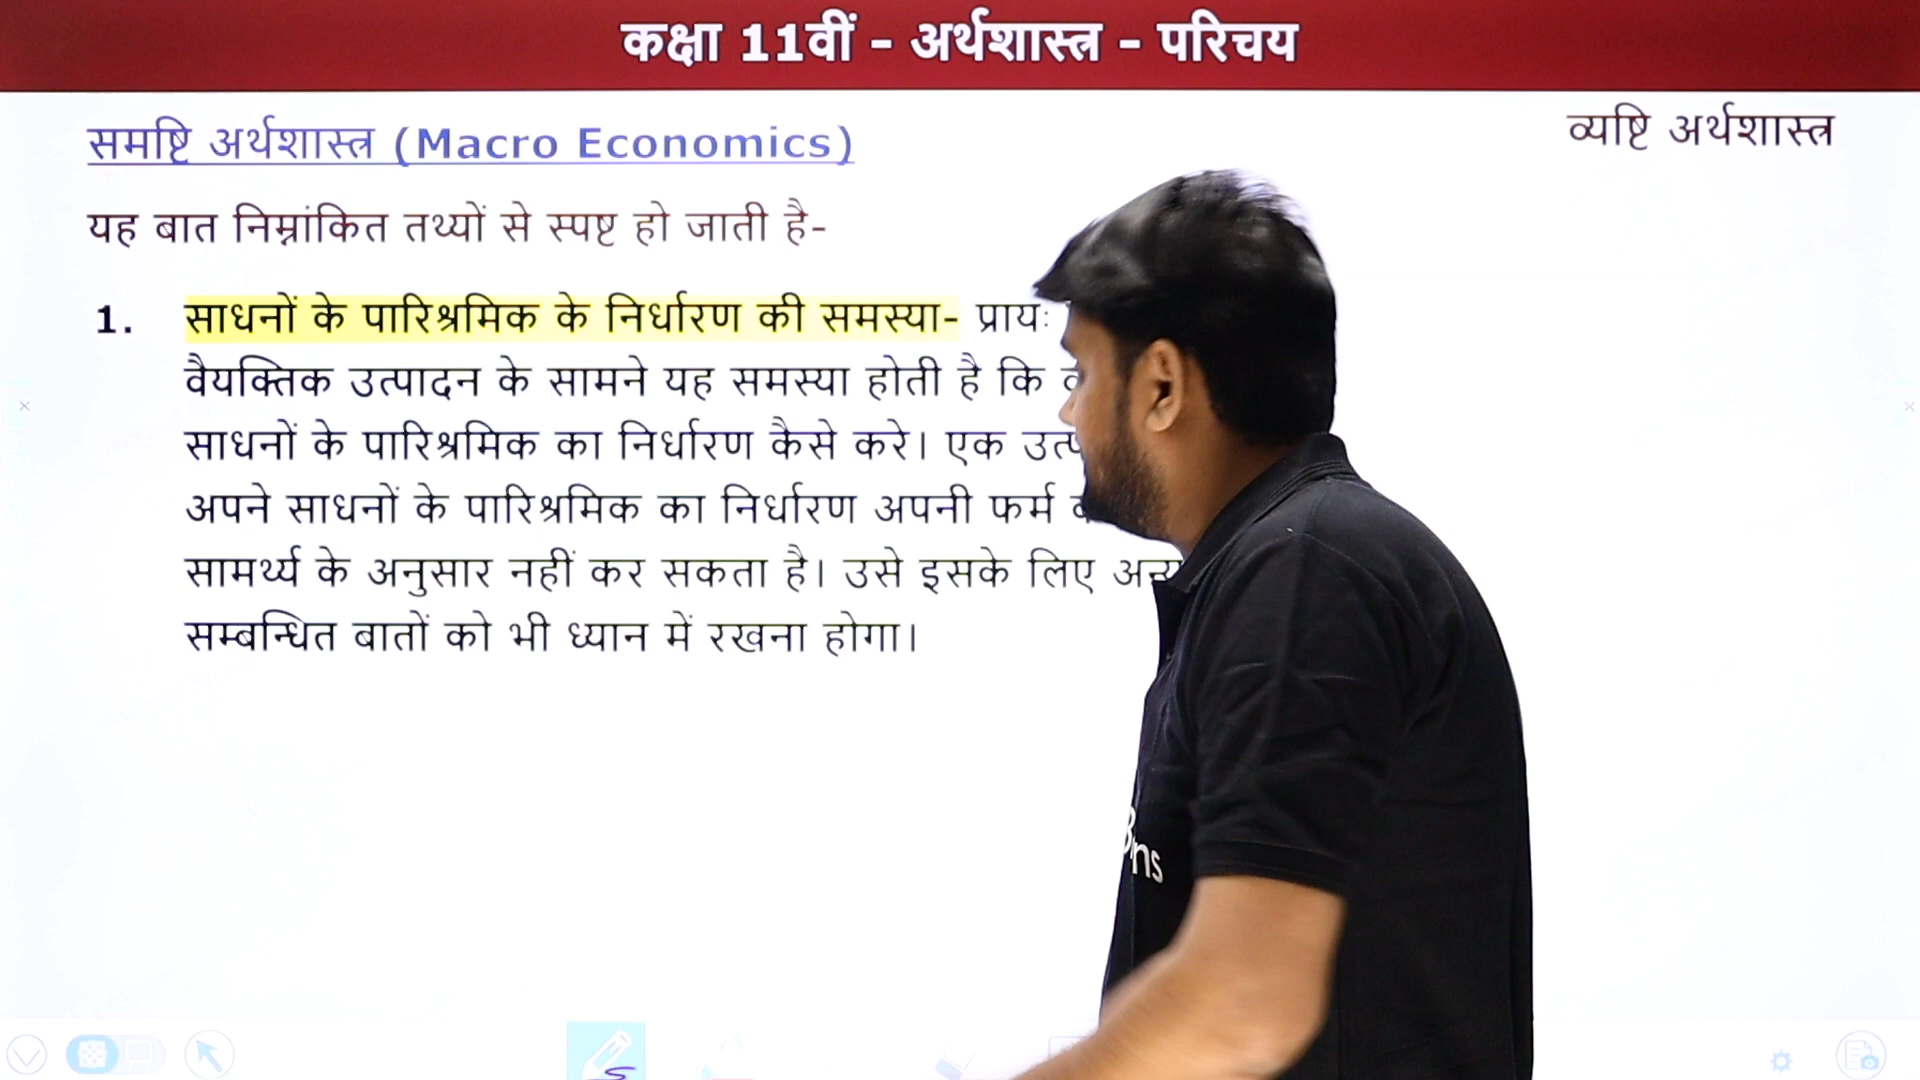 कक्षा 11वीं - अर्थशास्त्र - परिचय
समष्टि अर्थशास्त्र (Macro Economics)
व्यष्टि अर्थशास्त्र
यह बात निम्नांकित तथ्यों से स्पष्ट हो जाती है-
1. साधनों के पारिश्रमिक के निर्धारण की समस्या- प्रायः
वैयक्तिक उत्पादन के सामने यह समस्या होती है कि
साधनों के पारिश्रमिक का निर्धारण कैसे करे। एक
अपने साधनों के पारिश्रमिक का निर्धारण अपनी फर्म
सामर्थ्य के अनुसार नहीं कर सकता है। उसे इसके लिए
सम्बन्धित बातों को भी ध्यान में रखना होगा।